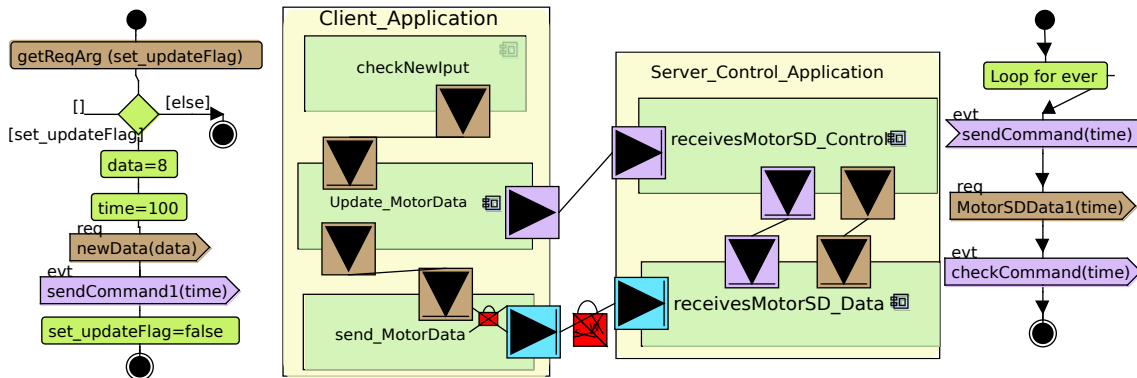 getReqArg (set_updateFlag)
[]
[else]
[set_updateFlag]
data=8
time=100
req
newData(data)
evt
sendCommand1(time)
set_updateFlag=false
Client_Application
checkNewIput
Update_MotorData
send_MotorData
Server_Control_Application
receivesMotorSD_Control
receivesMotorSD_Data
Loop for ever
evt
sendCommand(time)
req
MotorSDData1(time)
evt
checkCommand(time)